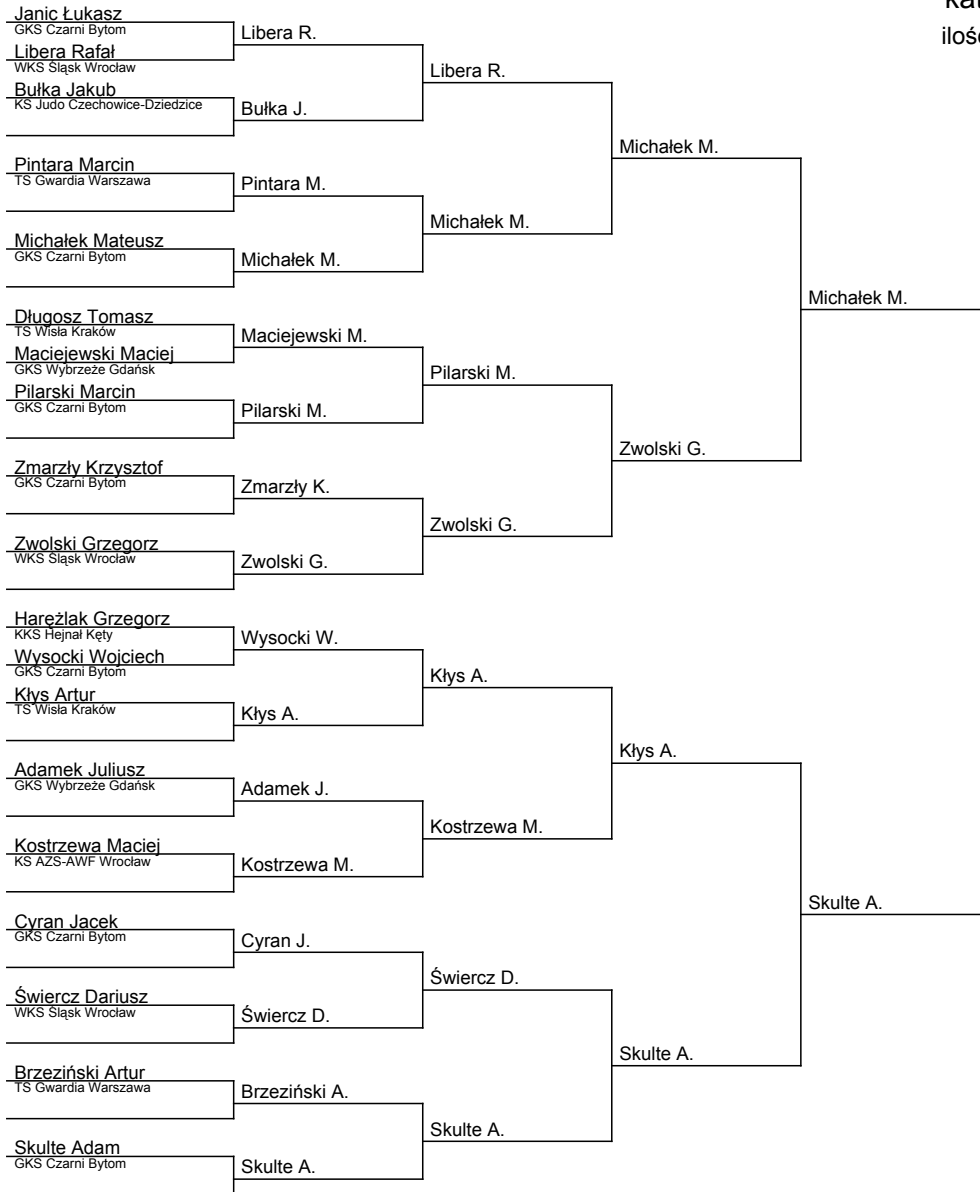 Janic Łukasz
GKS Czarni Bytom
Libera Rafał
WKS Śląsk Wrocław
Bułka Jakub
KS Judo Czechowice-Dziedzice
Pintara Marcin
TS Gwardia Warszawa
Michałek Mateusz
GKS Czarni Bytom
Długosz Tomasz
TS Wisła Kraków
Maciejewski Maciej
GKS Wybrzeże Gdańsk
Pilarski Marcin
GKS Czarni Bytom
Zmarzły Krzysztof
GKS Czarni Bytom
Zwolski Grzegorz
WKS Śląsk Wrocław
Harężlak Grzegorz
KKS Hejnał Kęty
Wysocki Wojciech
GKS Czarni Bytom
Kłys Artur
TS Wisła Kraków
Adamek Juliusz
GKS Wybrzeże Gdańsk
Kostrzewa Maciej
KS AZS-AWF Wrocław
Cyran Jacek
GKS Czarni Bytom
Świercz Dariusz
WKS Śląsk Wrocław
Brzeziński Artur
TS Gwardia Warszawa
Skulte Adam
GKS Czarni Bytom
Libera R.
Bułka J.
Pintara M.
Michałek M.
Maciejewski M.
Pilarski M.
Zmarzły K.
Zwolski G.
Wysocki W.
Kłys A.
Adamek J.
Kostrzewa M.
Cyran J.
Świercz D.
Brzeziński A.
Skulte A.
Libera R.
Michałek M.
Pilarski M.
Zwolski G.
Kłys A.
Kostrzewa M.
Świercz D.
Skulte A.
Michałek M.
Zwolski G.
Kłys A.
Skulte A.
Michałek M.
Skulte A.